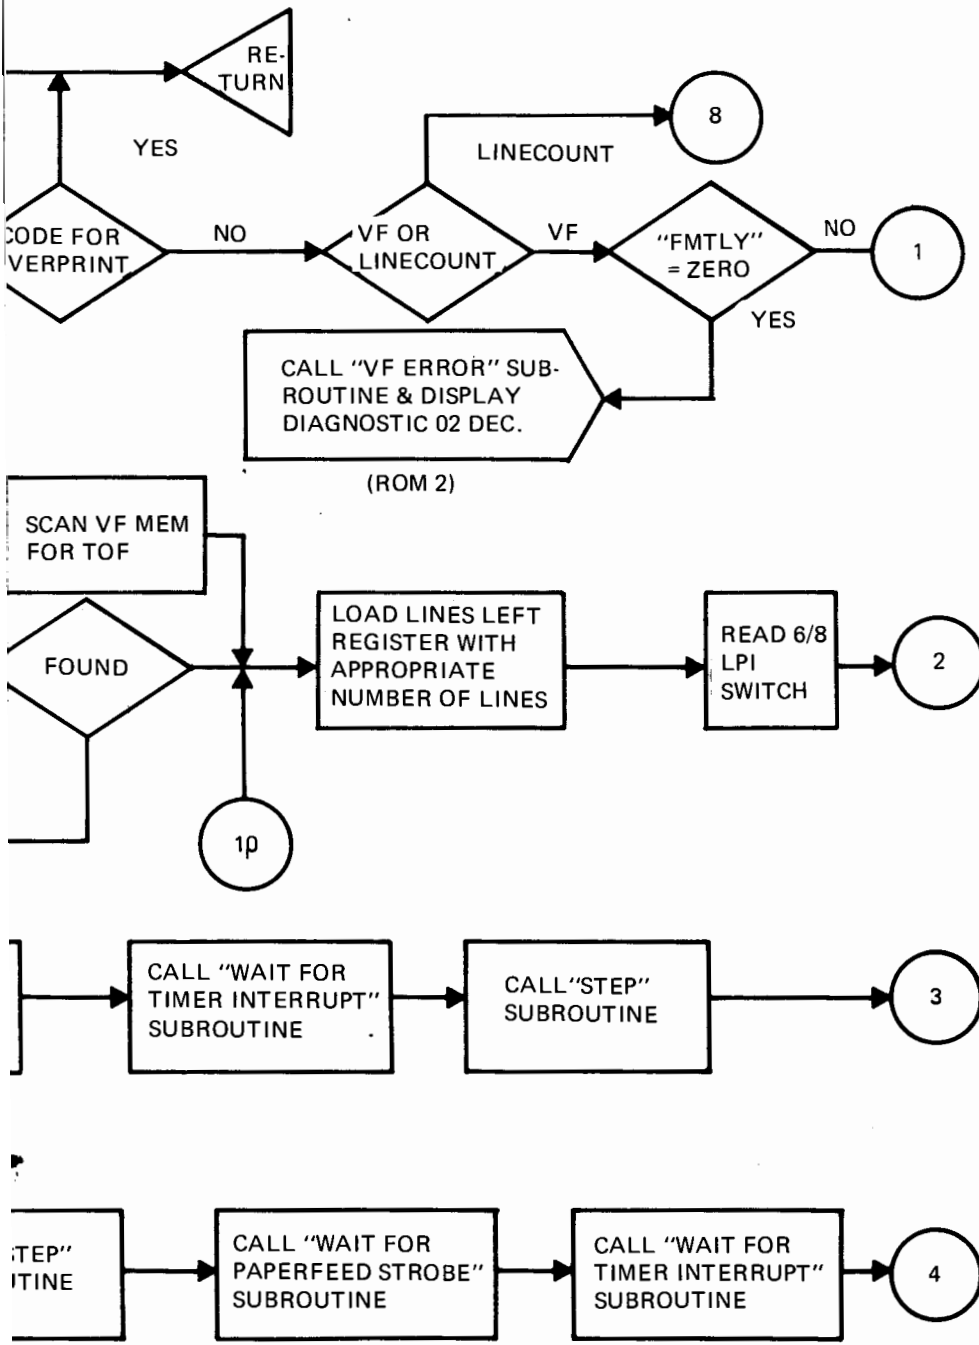 RE-
TURN
YES
8
LINECOUNT
CODE FOR
VERPRINT
NO
VF OR
LINECOUNT
VF
"FMTLY"
= ZERO
NO
1
YES
CALL "VF ERROR" SUB-
ROUTINE & DISPLAY
DIAGNOSTIC 02 DEC.
(ROM 2)
SCAN VF MEM
FOR TOF
FOUND
LOAD LINES LEFT
REGISTER WITH
APPROPRIATE
NUMBER OF LINES
READ 6/8
LPI
SWITCH
2
10
CALL "WAIT FOR
TIMER INTERRUPT"
SUBROUTINE
CALL "STEP"
SUBROUTINE
3
STEP"
UTINE
CALL "WAIT FOR
PAPERFEED STROBE"
SUBROUTINE
CALL "WAIT FOR
TIMER INTERRUPT"
SUBROUTINE
4